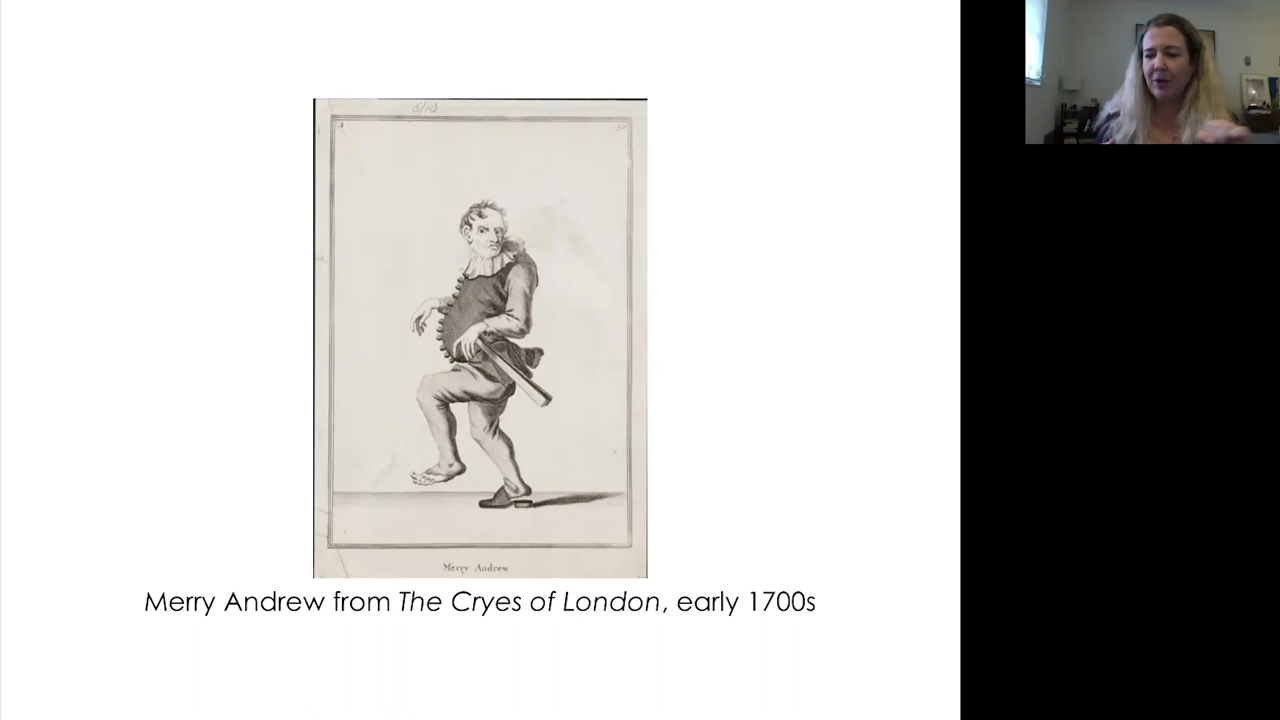 Merry Andrew
Merry Andrew from The Cryes of London, early 1700s